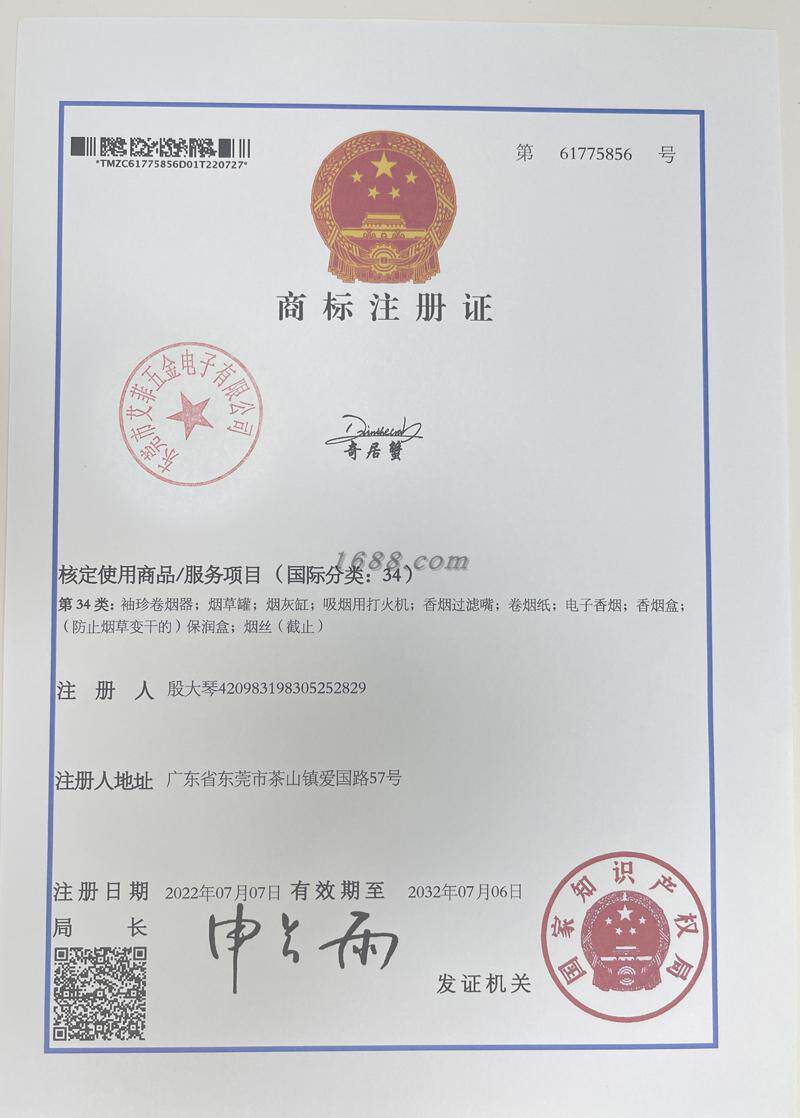 第 61775856 号
*TMZC61775856D01T220727*
商标注册证
东莞市艾菲五金电子有限公司
奇居蟹
1688.com
核定使用商品/服务项目（国际分类：34）
第 34 类：袖珍卷烟器；烟草罐；烟灰缸；吸烟用打火机；香烟过滤嘴；卷烟纸；电子香烟；香烟盒；
（防止烟草变干的）保润盒；烟丝（截止）
注 册 人 殷大琴420983198305252829
注册人地址 广东省东莞市茶山镇爱国路57号
注册日期 2022年07月07日 有效期至 2032年07月06日
局 长 申长雨
发证机关
国家知识产权局